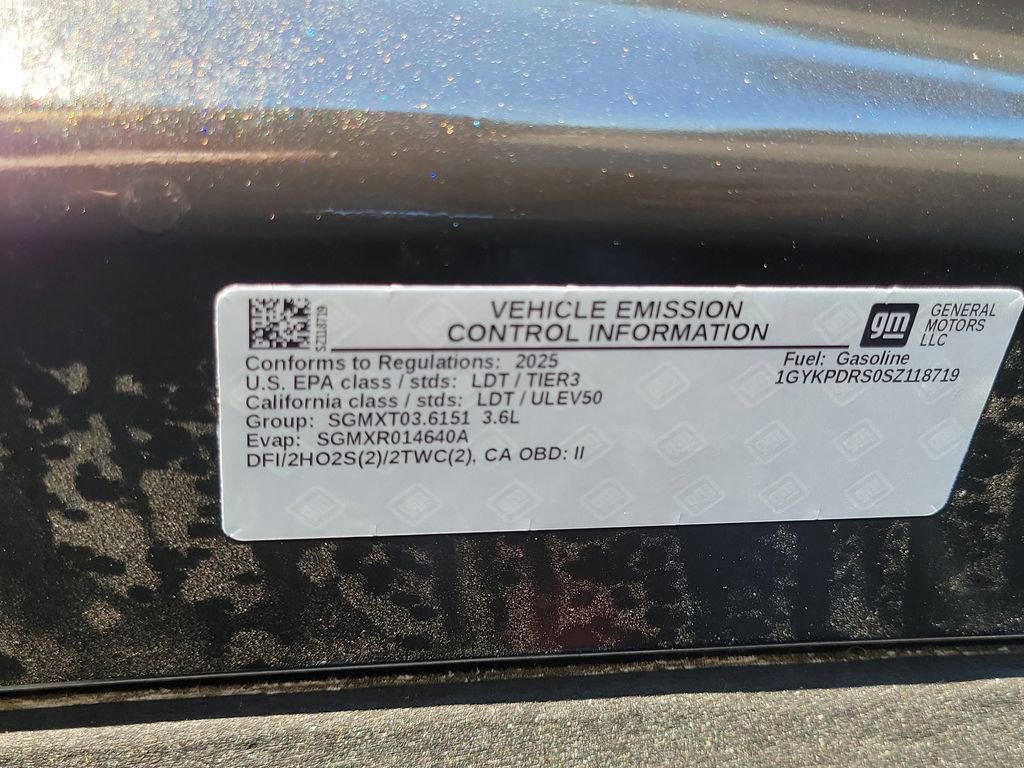 SZ118719
VEHICLE EMISSION
CONTROL INFORMATION
gm
GENERAL
MOTORS
LLC
Conforms to Regulations: 2025
U.S. EPA class / stds: LDT / TIER3
California class / stds: LDT / ULEV50
Group: SGMXT03.6151 3.6L
Evap: SGMXR014640A
DFI/2HO2S(2)/2TWC(2), CA OBD: II
Fuel: Gasoline
1GYKPDRS0SZ118719